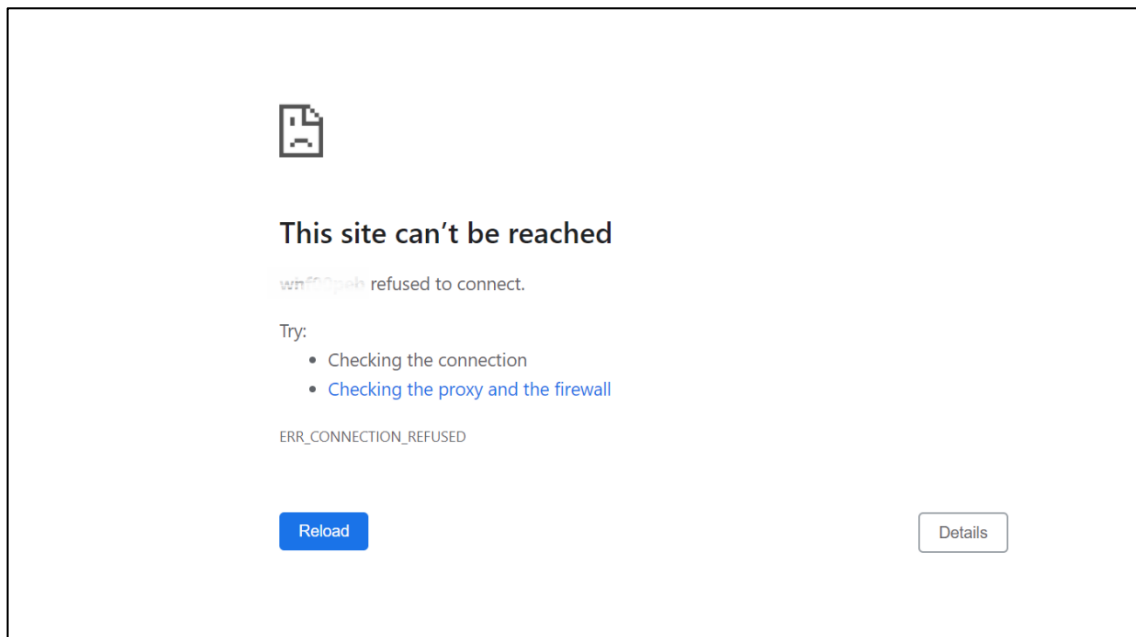 This site can’t be reached
refused to connect.
Try:
• Checking the connection
• Checking the proxy and the firewall
ERR_CONNECTION_REFUSED
Reload
Details